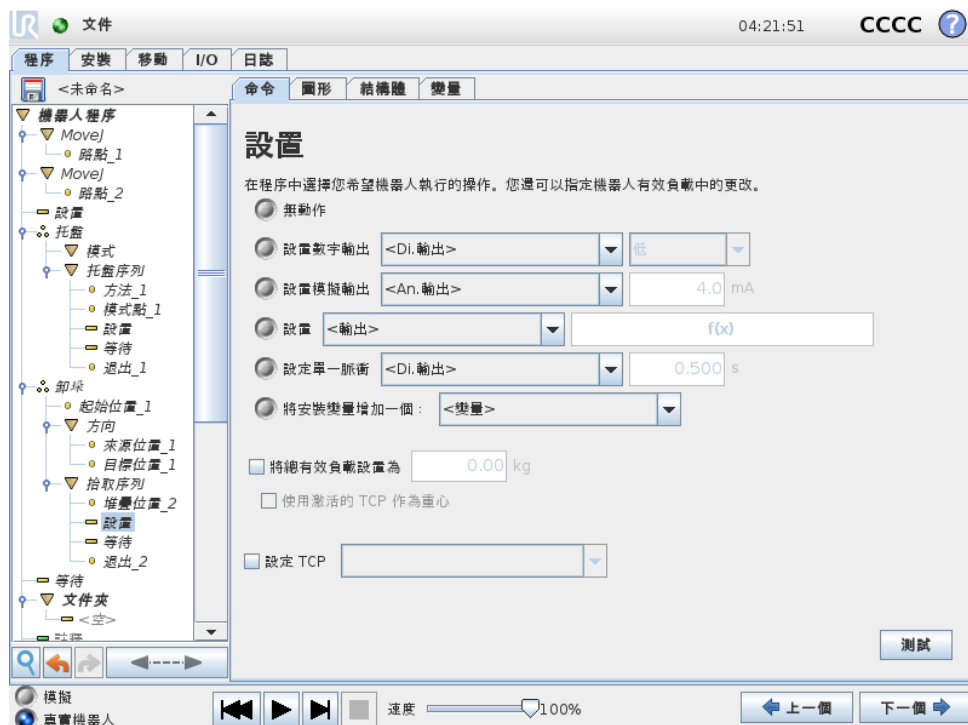 UR 文件 04:21:51 CCCC ?
程序 安裝 移動 I/O 日誌
<未命名>
命令 圖形 結構體 變量
機器人程序
MoveJ
路點_1
MoveJ
路點_2
設置
托盤
模式
托盤序列
方法_1
模式點_1
設置
等待
退出_1
卸垛
起始位置_1
方向
來源位置_1
目標位置_1
拾取序列
堆疊位置_2
設置
等待
退出_2
等待
文件夾
<空>
註釋
設置
在程序中選擇您希望機器人執行的操作。您還可以指定機器人有效負載中的更改。
無動作
設置數字輸出 <Di.輸出> 低
設置模擬輸出 <An.輸出> 4.0 mA
設置 <輸出> f(x)
設定單一脈衝 <Di.輸出> 0.500 s
將安裝變量增加一個： <變量>
將總有效負載設置為 0.00 kg
使用激活的 TCP 作為重心
設定 TCP
測試
模擬
真實機器人
速度 100%
上一個 下一個